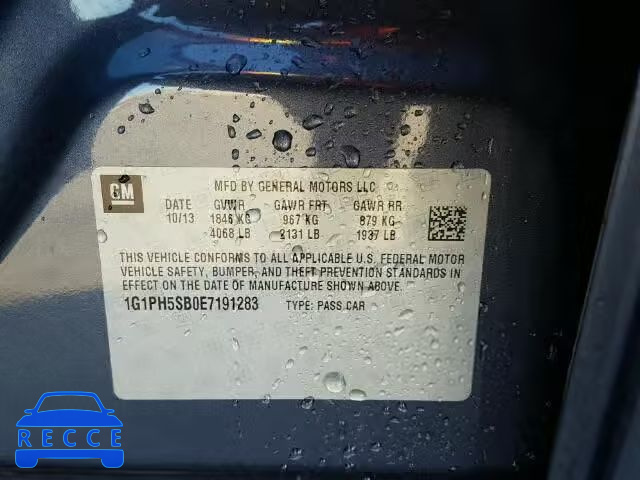 GM
MFD BY GENERAL MOTORS LLC
DATE GVWR GAWR FRT GAWR RR
10/13 1846 KG 967 KG 879 KG
4068 LB 2131 LB 1937 LB
THIS VEHICLE CONFORMS TO ALL APPLICABLE U.S. FEDERAL MOTOR
VEHICLE SAFETY, BUMPER, AND THEFT PREVENTION STANDARDS IN
EFFECT ON THE DATE OF MANUFACTURE SHOWN ABOVE.
1G1PH5SB0E7191283 TYPE: PASS CAR
RECCE